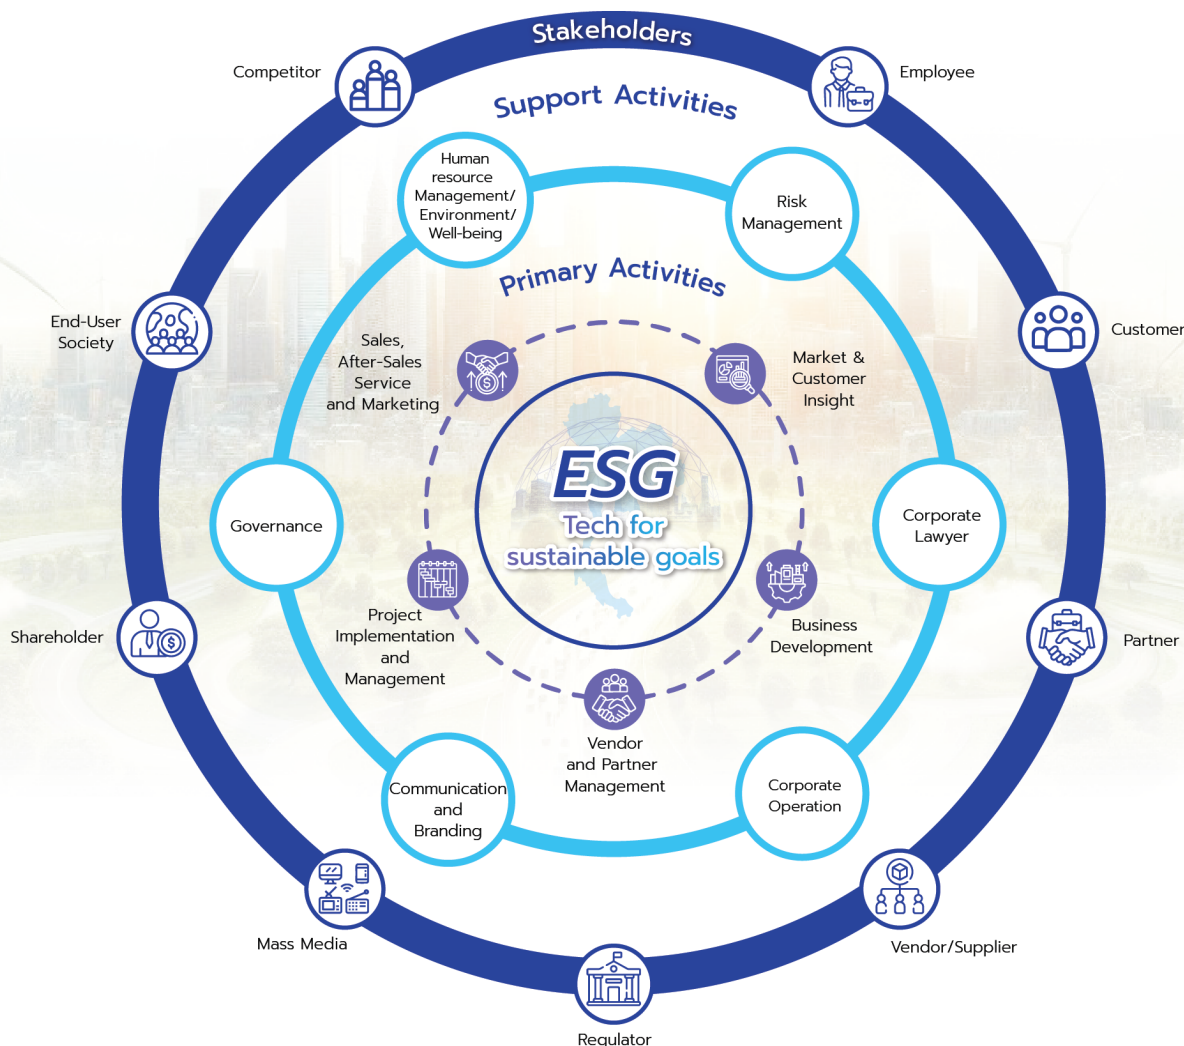 Stakeholders
Competitor
Employee
Support Activities
Human
resource
Management/
Environment/
Well-being
Risk
Management
Primary Activities
End-User
Society
Customer
Sales,
After-Sales
Service
and Marketing
Market &
Customer
Insight
ESG
Tech for
sustainable goals
Governance
Corporate
Lawyer
Project
Implementation
and
Management
Business
Development
Shareholder
Partner
Vendor
and Partner
Management
Communication
and
Branding
Corporate
Operation
Mass Media
Vendor/Supplier
Regulator